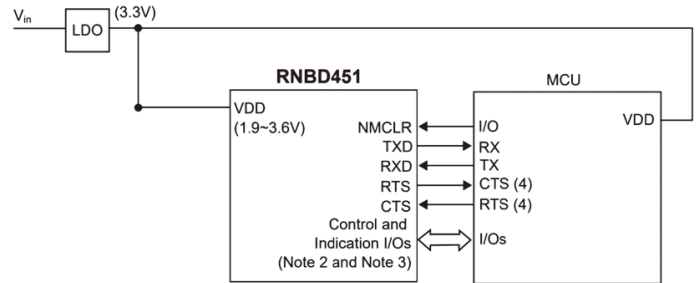 Vin
LDO
(3.3V)
RNBD451
MCU
VDD
(1.9~3.6V)
VDD
NMCLR
I/O
TXD
RX
RXD
TX
RTS
CTS (4)
CTS
RTS (4)
Control and
Indication I/Os
(Note 2 and Note 3)
I/Os